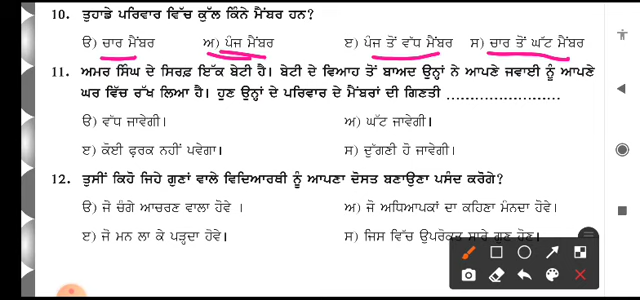 10. ਤੁਹਾਡੇ ਪਰਿਵਾਰ ਵਿੱਚ ਕੁੱਲ ਕਿੰਨੇ ਮੈਂਬਰ ਹਨ?
ੳ) ਚਾਰ ਮੈਂਬਰ ਅ) ਪੰਜ ਮੈਂਬਰ ੲ) ਪੰਜ ਤੋਂ ਵੱਧ ਮੈਂਬਰ ਸ) ਚਾਰ ਤੋਂ ਘੱਟ ਮੈਂਬਰ
11. ਅਮਰ ਸਿੰਘ ਦੇ ਸਿਰਫ਼ ਇੱਕ ਬੇਟੀ ਹੈ। ਬੇਟੀ ਦੇ ਵਿਆਹ ਤੋਂ ਬਾਅਦ ਉਨ੍ਹਾਂ ਨੇ ਆਪਣੇ ਜਵਾਈ ਨੂੰ ਆਪਣੇ
ਘਰ ਵਿੱਚ ਰੱਖ ਲਿਆ ਹੈ। ਹੁਣ ਉਨ੍ਹਾਂ ਦੇ ਪਰਿਵਾਰ ਦੇ ਮੈਂਬਰਾਂ ਦੀ ਗਿਣਤੀ ........................
ੳ) ਵੱਧ ਜਾਵੇਗੀ। ਅ) ਘੱਟ ਜਾਵੇਗੀ।
ੲ) ਕੋਈ ਫ਼ਰਕ ਨਹੀਂ ਪਵੇਗਾ। ਸ) ਦੁੱਗਣੀ ਹੋ ਜਾਵੇਗੀ।
12. ਤੁਸੀਂ ਕਿਹੋ ਜਿਹੇ ਗੁਣਾਂ ਵਾਲੇ ਵਿਦਿਆਰਥੀ ਨੂੰ ਆਪਣਾ ਦੋਸਤ ਬਣਾਉਣਾ ਪਸੰਦ ਕਰੋਗੇ?
ੳ) ਜੋ ਚੰਗੇ ਆਚਰਣ ਵਾਲਾ ਹੋਵੇ । ਅ) ਜੋ ਅਧਿਆਪਕਾਂ ਦਾ ਕਹਿਣਾ ਮੰਨਦਾ ਹੋਵੇ।
ੲ) ਜੋ ਮਨ ਲਾ ਕੇ ਪੜ੍ਹਦਾ ਹੋਵੇ। ਸ) ਜਿਸ ਵਿੱਚ ਉਪਰੋਕਤ ਸਾਰੇ ਗੁਣ ਹੋਣ।